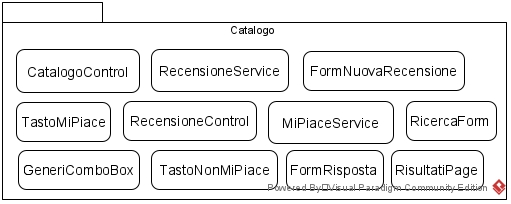 Catalogo
CatalogoControl RecensioneService FormNuovaRecensione
TastoMiPiace RecensioneControl MiPiaceService RicercaForm
GeneriComboBox TastoNonMiPiace FormRisposta RisultatiPage
Powered By Visual Paradigm Community Edition